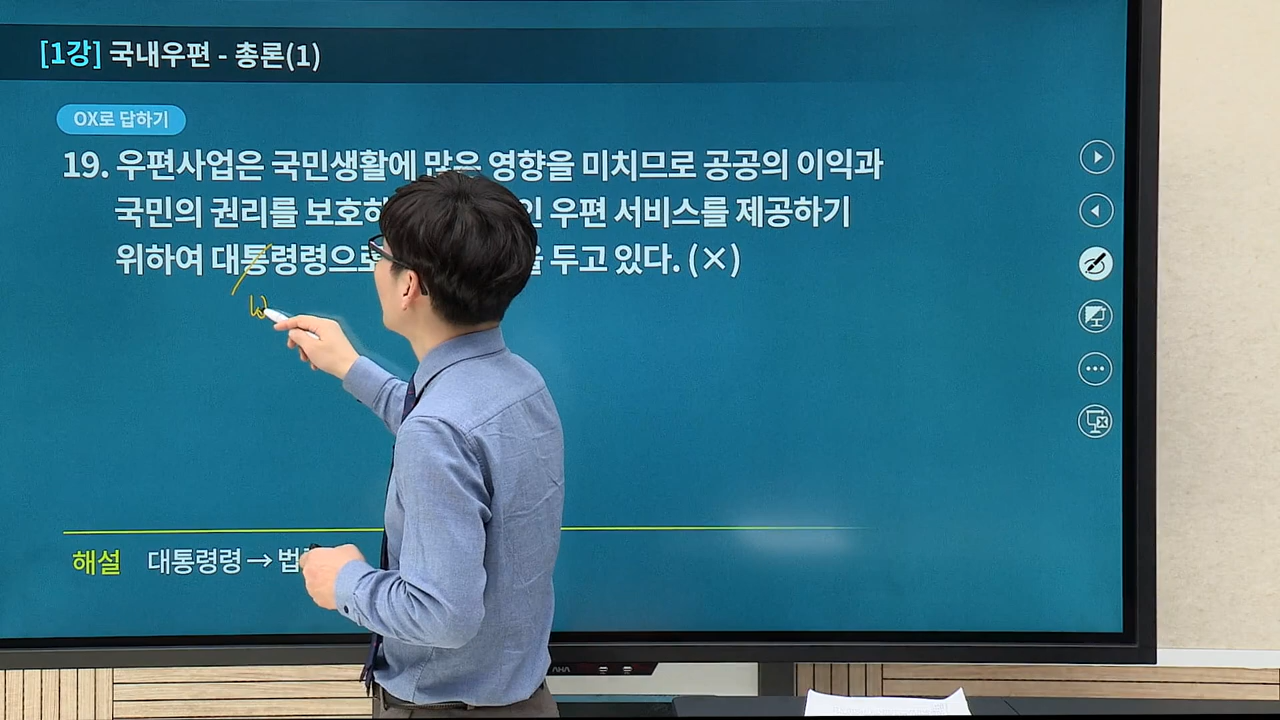 [1강] 국내우편 - 총론(1)
OX로 답하기
19. 우편사업은 국민생활에 많은 영향을 미치므로 공공의 이익과
국민의 권리를 보호하 인 우편 서비스를 제공하기
위하여 대통령령으로 을 두고 있다. (×)
해설 대통령령 → 법
AHA